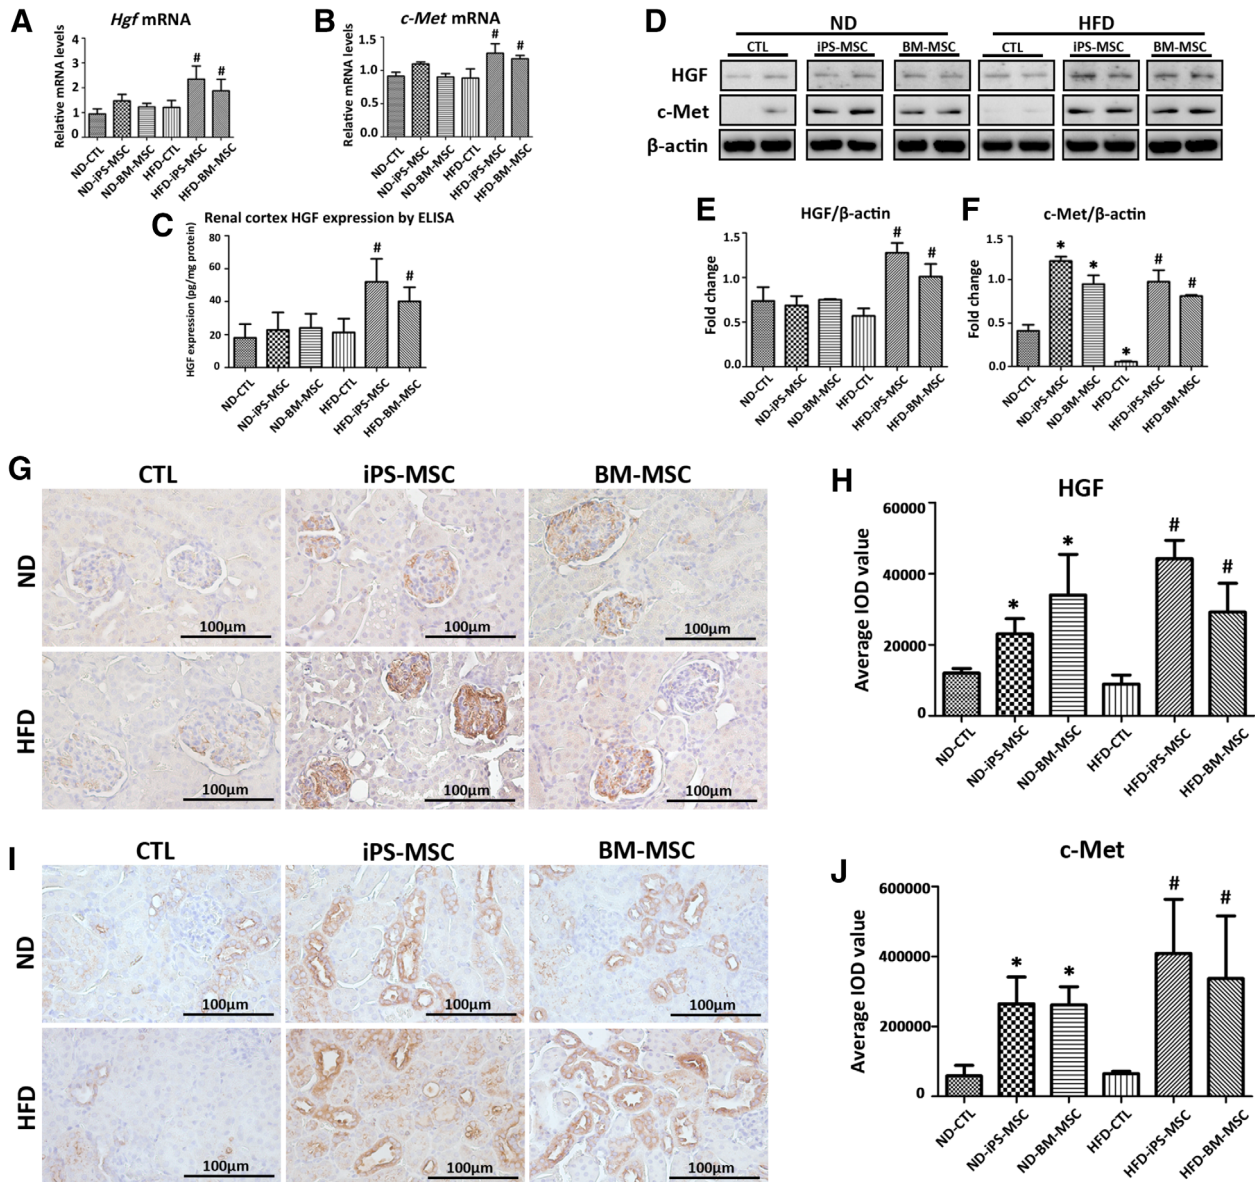 A
Hgf mRNA
Relative mRNA levels
4
3
2
1
0
#
#
ND-CTL
ND-iPS-MSC
ND-BM-MSC
HFD-CTL
HFD-iPS-MSC
HFD-BM-MSC
B
c-Met mRNA
Relative mRNA levels
1.5
1.0
0.5
0.0
#
#
ND-CTL
ND-iPS-MSC
ND-BM-MSC
HFD-CTL
HFD-iPS-MSC
HFD-BM-MSC
C
Renal cortex HGF expression by ELISA
HGF expression (pg/mg protein)
80
60
40
20
0
#
#
ND-CTL
ND-iPS-MSC
ND-BM-MSC
HFD-CTL
HFD-iPS-MSC
HFD-BM-MSC
D
ND HFD
CTL iPS-MSC BM-MSC CTL iPS-MSC BM-MSC
HGF
c-Met
β-actin
E
HGF/β-actin
Fold change
1.5
1.0
0.5
0.0
#
#
ND-CTL
ND-iPS-MSC
ND-BM-MSC
HFD-CTL
HFD-iPS-MSC
HFD-BM-MSC
F
c-Met/β-actin
Fold change
1.5
1.0
0.5
0.0
*
*
*
#
#
ND-CTL
ND-iPS-MSC
ND-BM-MSC
HFD-CTL
HFD-iPS-MSC
HFD-BM-MSC
G
CTL iPS-MSC BM-MSC
ND
100μm 100μm 100μm
HFD
100μm 100μm 100μm
H
HGF
Average IOD value
60000
40000
20000
0
*
*
#
#
ND-CTL
ND-iPS-MSC
ND-BM-MSC
HFD-CTL
HFD-iPS-MSC
HFD-BM-MSC
I
CTL iPS-MSC BM-MSC
ND
100μm 100μm 100μm
HFD
100μm 100μm 100μm
J
c-Met
Average IOD value
600000
400000
200000
0
*
*
#
#
ND-CTL
ND-iPS-MSC
ND-BM-MSC
HFD-CTL
HFD-iPS-MSC
HFD-BM-MSC